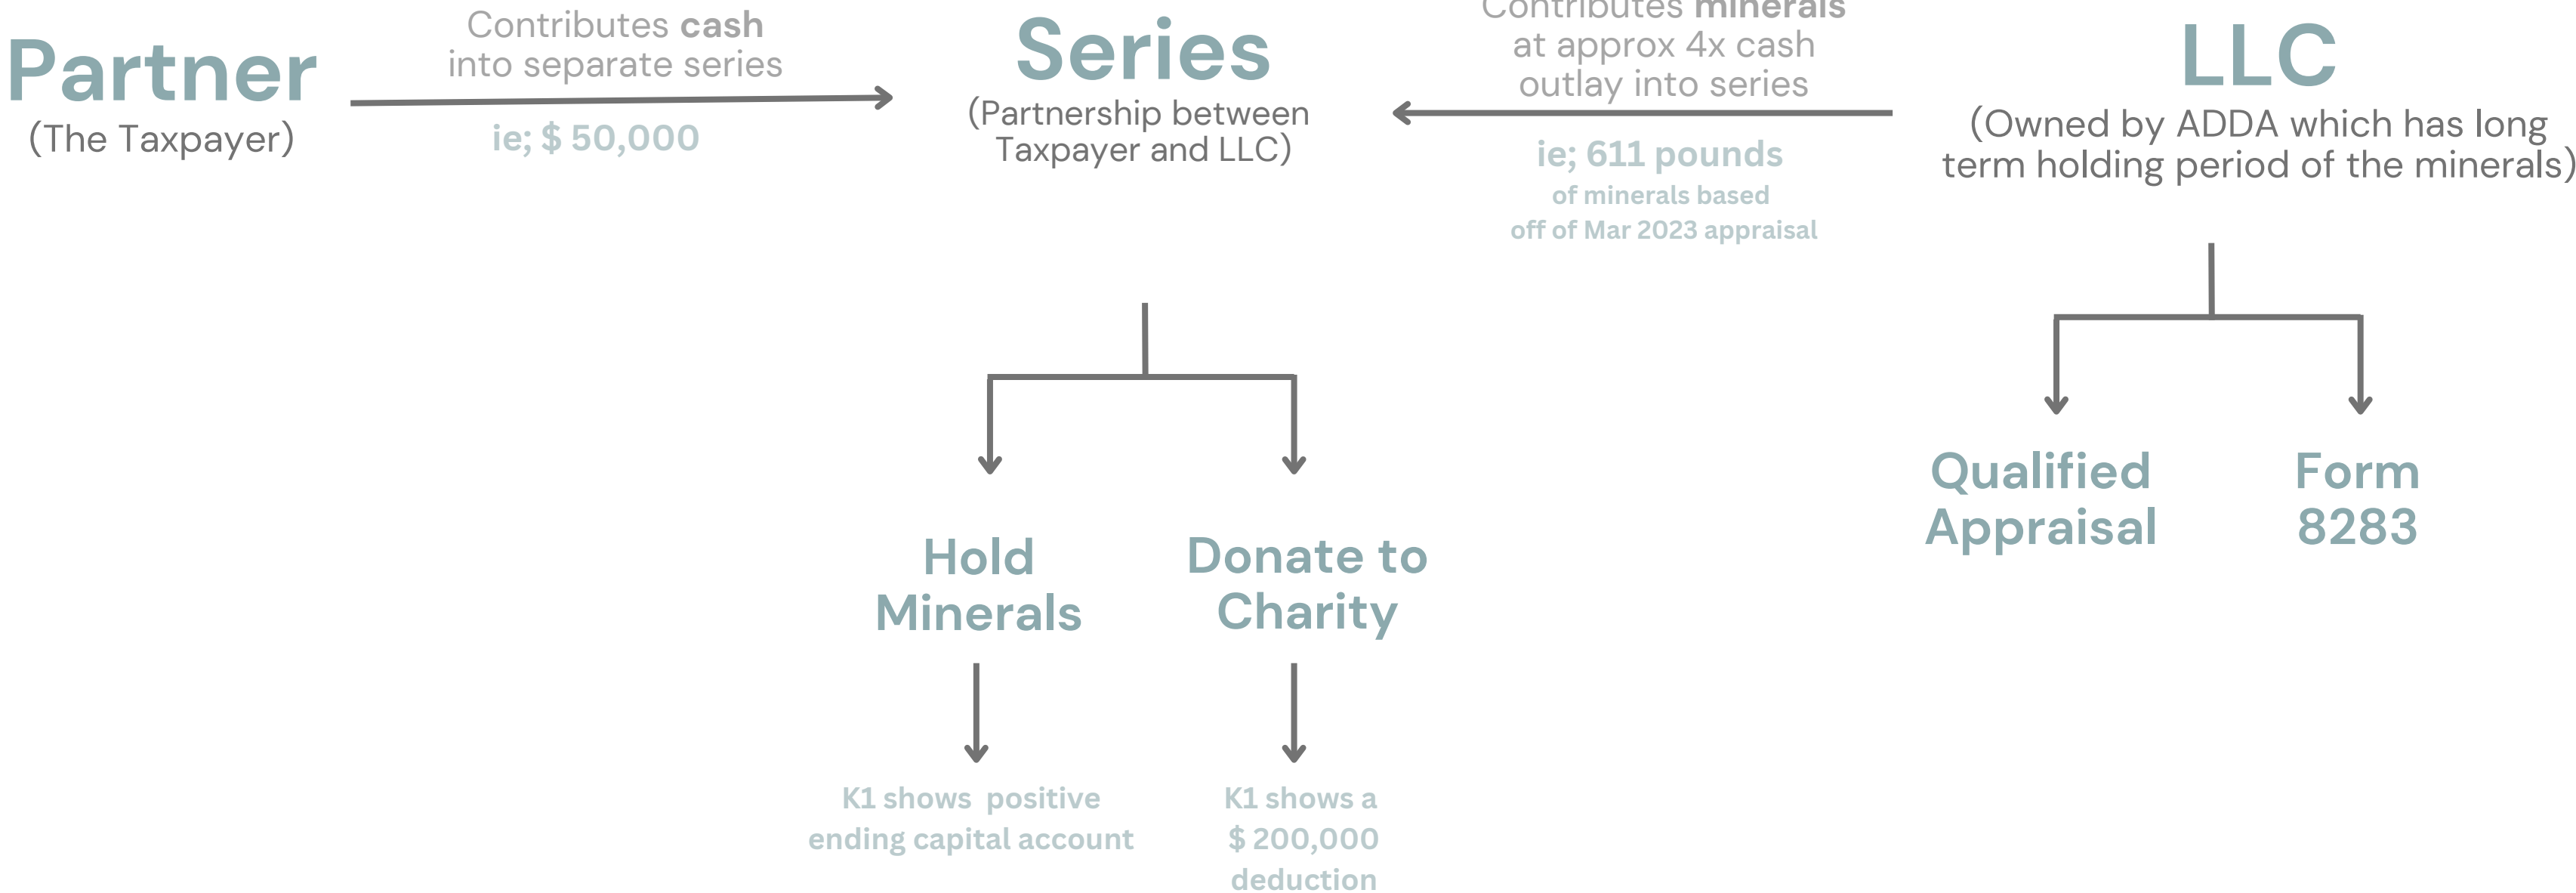 Partner
(The Taxpayer)
Contributes cash
into separate series
ie; $ 50,000
Series
(Partnership between
Taxpayer and LLC)
Contributes minerals
at approx 4x cash
outlay into series
ie; 611 pounds
of minerals based
off of Mar 2023 appraisal
LLC
(Owned by ADDA which has long
term holding period of the minerals)
Hold
Minerals
Donate to
Charity
Qualified
Appraisal
Form
8283
K1 shows positive
ending capital account
K1 shows a
$ 200,000
deduction